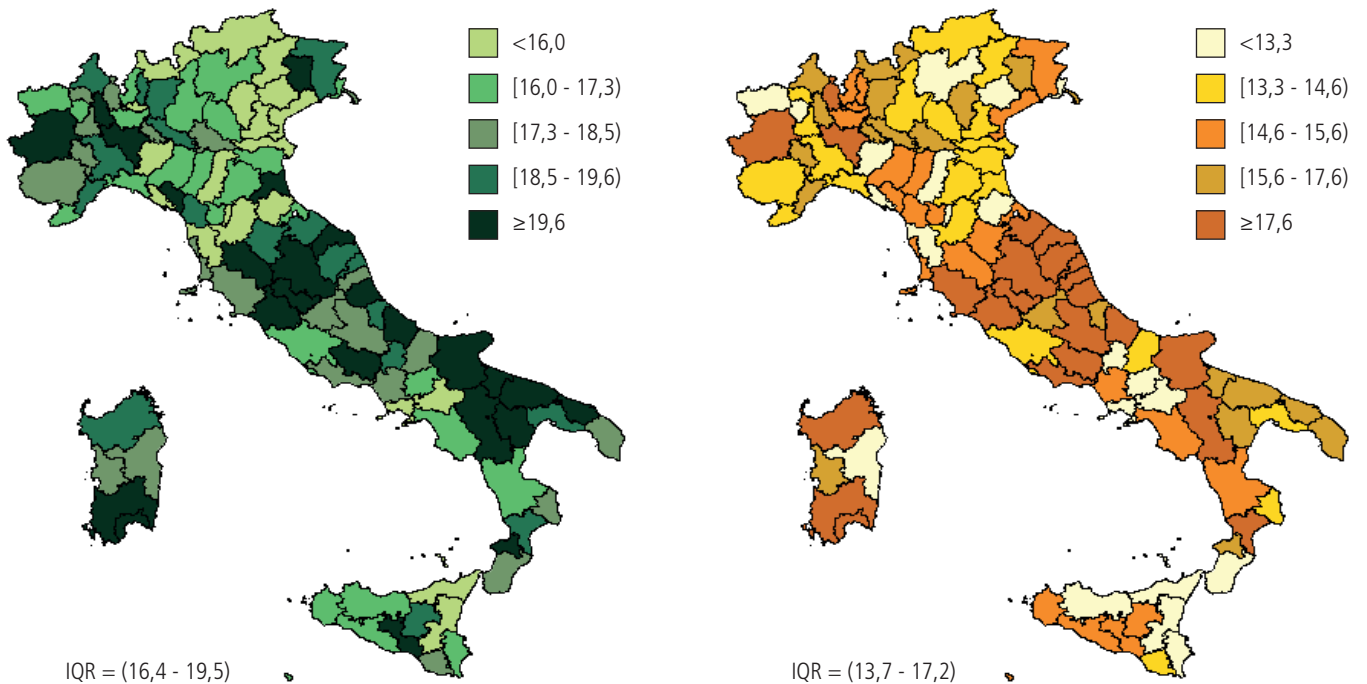 <16,0
[16,0 - 17,3)
[17,3 - 18,5)
[18,5 - 19,6)
≥19,6
IQR = (16,4 - 19,5)
<13,3
[13,3 - 14,6)
[14,6 - 15,6)
[15,6 - 17,6)
≥17,6
IQR = (13,7 - 17,2)